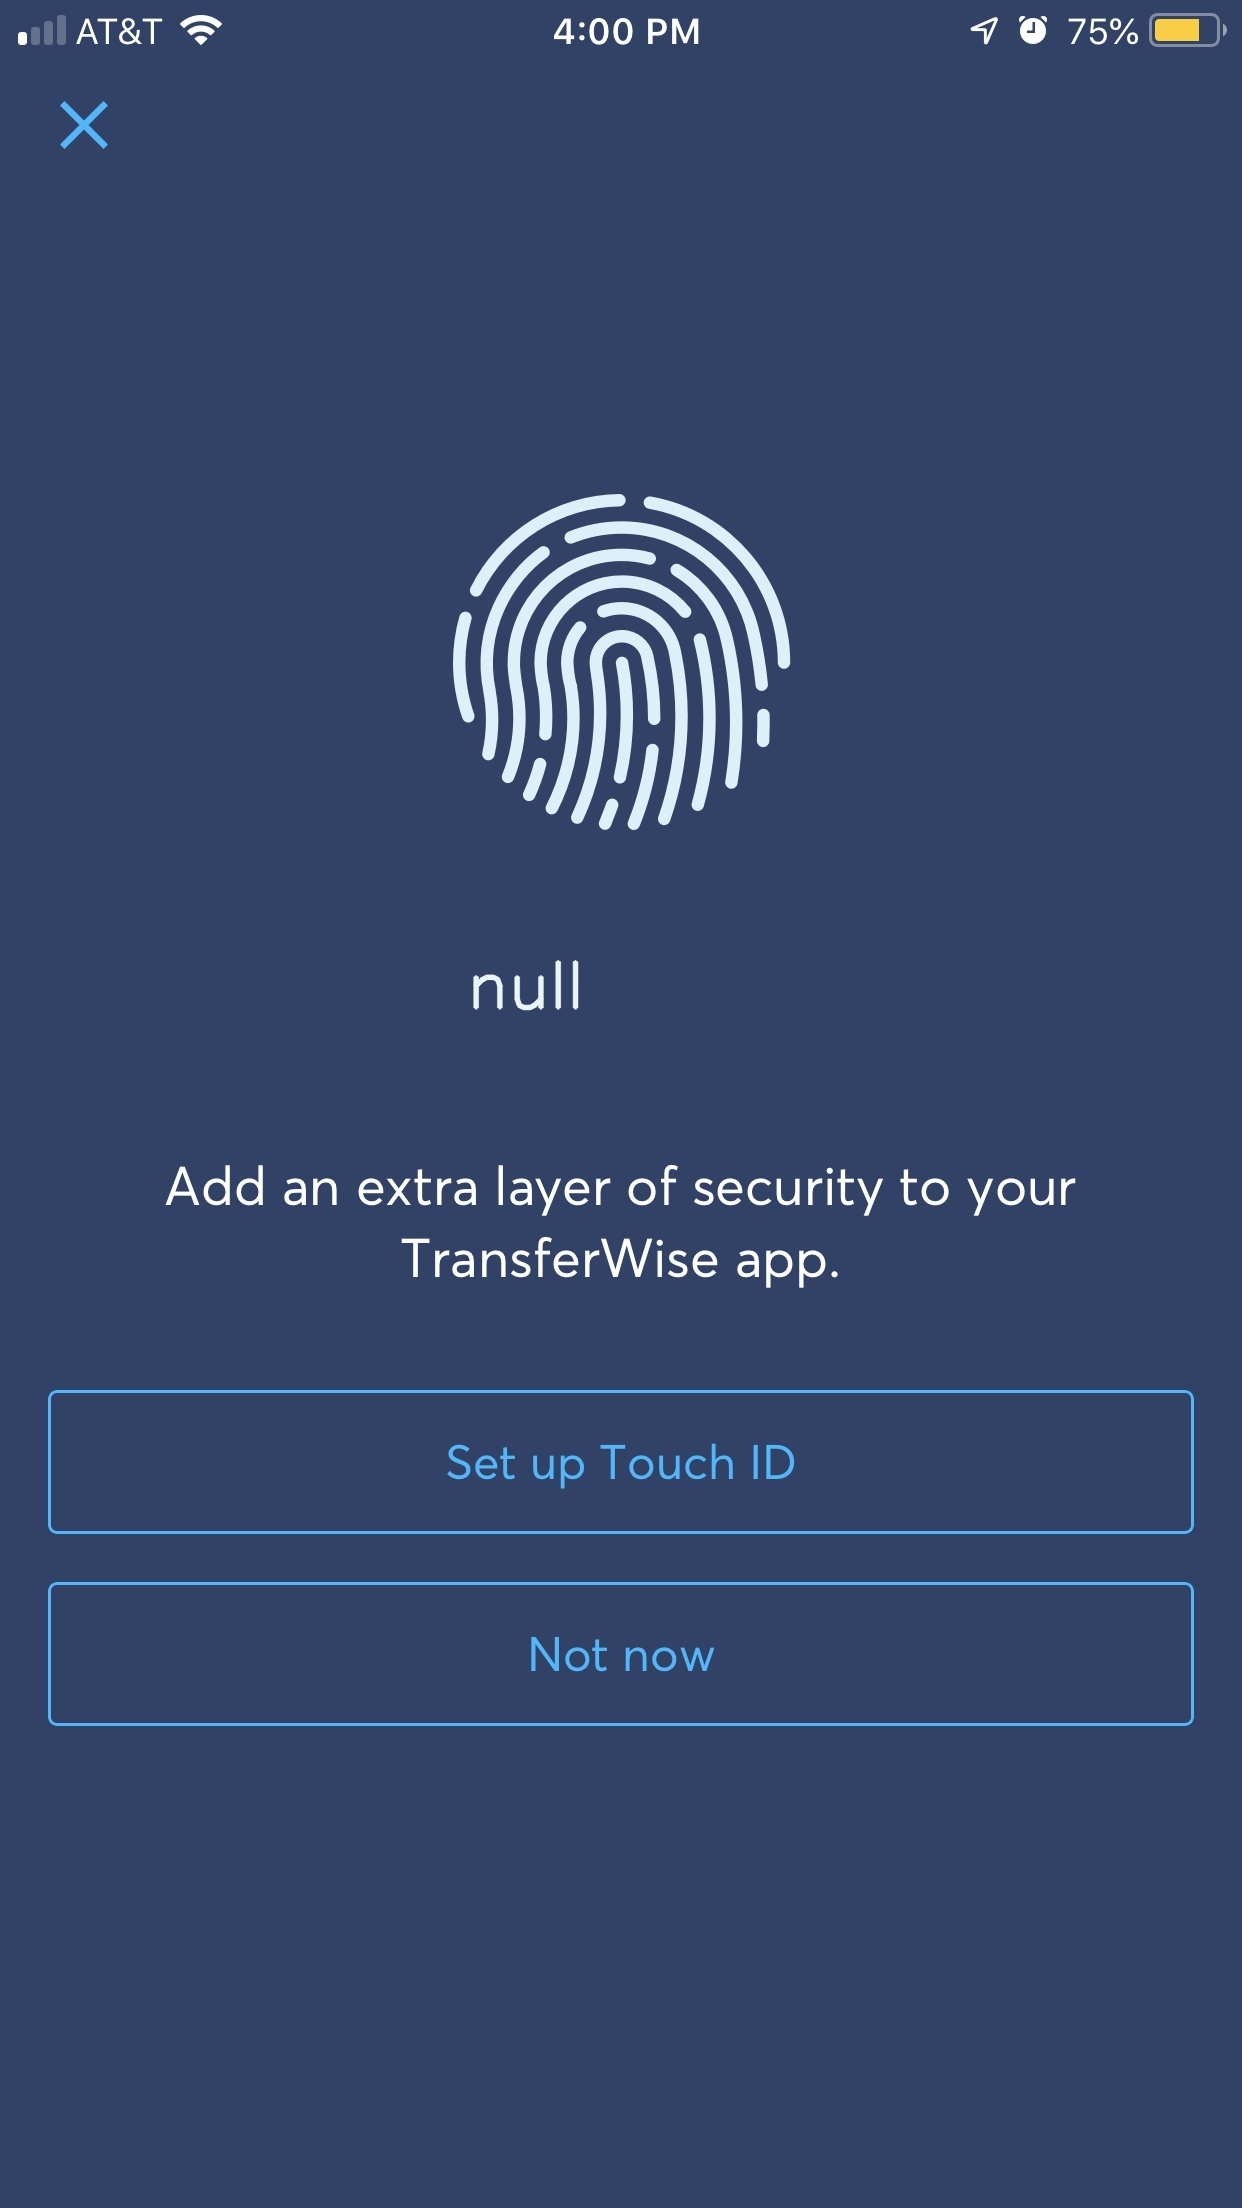 AT&T 4:00 PM 75%
null
Add an extra layer of security to your
TransferWise app.
Set up Touch ID
Not now